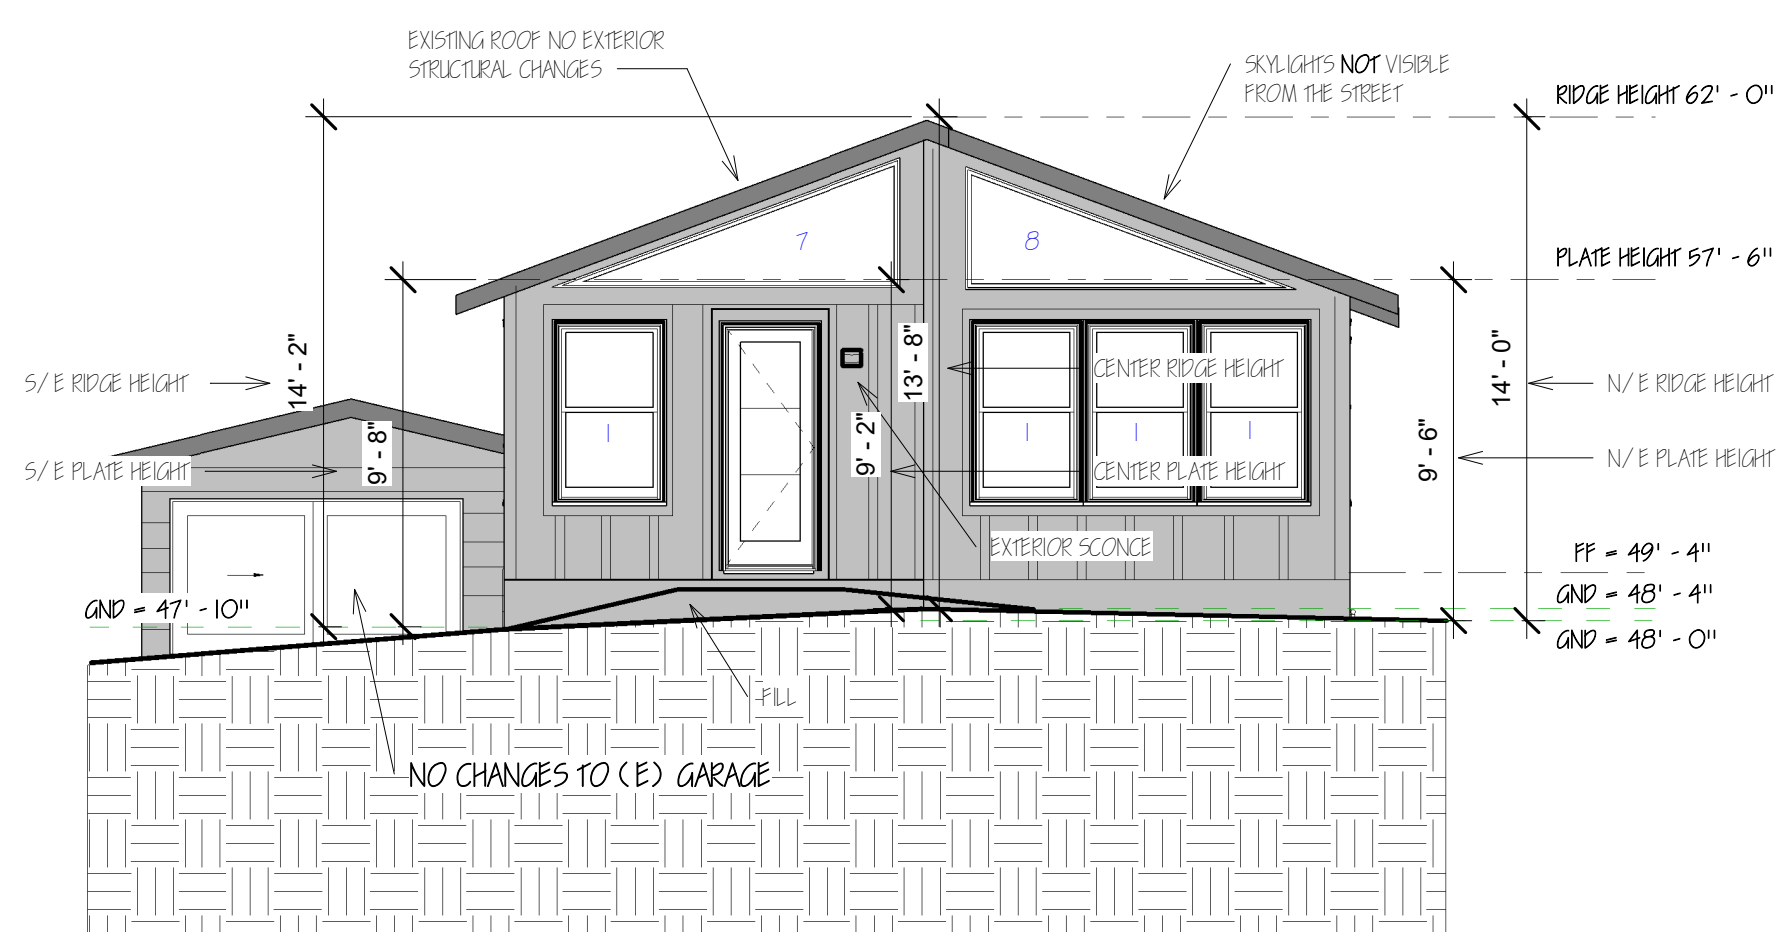 EXISTING ROOF NO EXTERIOR
STRUCTURAL CHANGES
SKYLIGHTS NOT VISIBLE
FROM THE STREET
RIDGE HEIGHT 62' - 0"
7
8
PLATE HEIGHT 57' - 6"
14' - 2"
13' - 8"
14' - 0"
S/ E RIDGE HEIGHT
CENTER RIDGE HEIGHT
N/ E RIDGE HEIGHT
9' - 8"
9' - 2"
9' - 6"
1
1
1
1
S/ E PLATE HEIGHT
CENTER PLATE HEIGHT
N/ E PLATE HEIGHT
EXTERIOR SCONCE
FF = 49' - 4"
GND = 48' - 4"
GND = 47' - 10"
GND = 48' - 0"
FILL
NO CHANGES TO (E) GARAGE